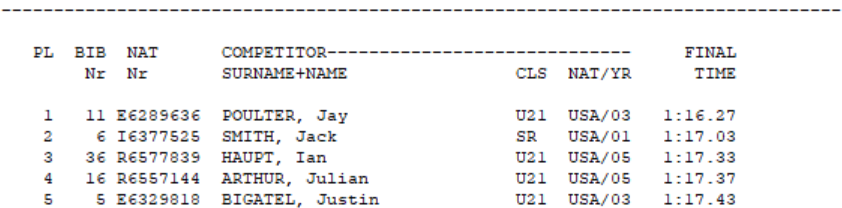 --------------------------------------------------------------------------------
PL BIB NAT COMPETITOR----------------------------- FINAL
Nr Nr SURNAME+NAME CLS NAT/YR TIME
1 11 E6289636 POULTER, Jay U21 USA/03 1:16.27
2 6 I6377525 SMITH, Jack SR USA/01 1:17.03
3 36 R6577839 HAUPT, Ian U21 USA/05 1:17.33
4 16 R6557144 ARTHUR, Julian U21 USA/05 1:17.37
5 5 E6329818 BIGATEL, Justin U21 USA/03 1:17.43